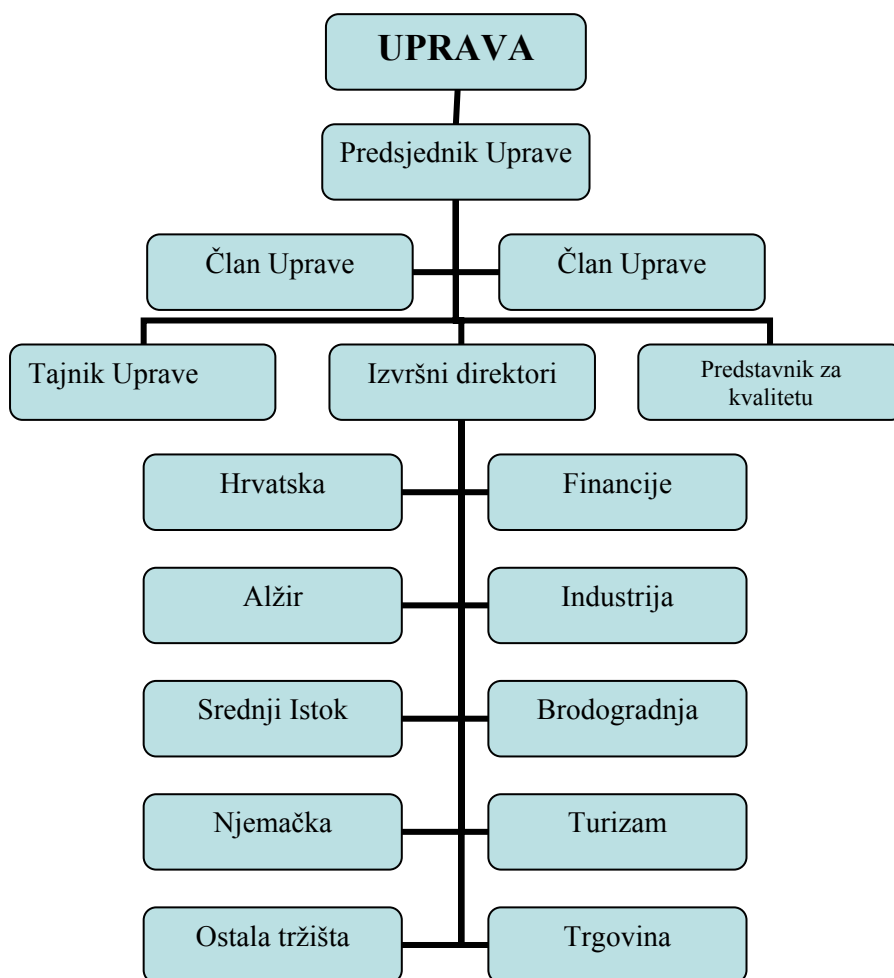 UPRAVA
Predsjednik Uprave
Član Uprave
Član Uprave
Tajnik Uprave
Izvršni direktori
Predstavnik za
kvalitetu
Hrvatska
Financije
Alžir
Industrija
Srednji Istok
Brodogradnja
Njemačka
Turizam
Ostala tržišta
Trgovina